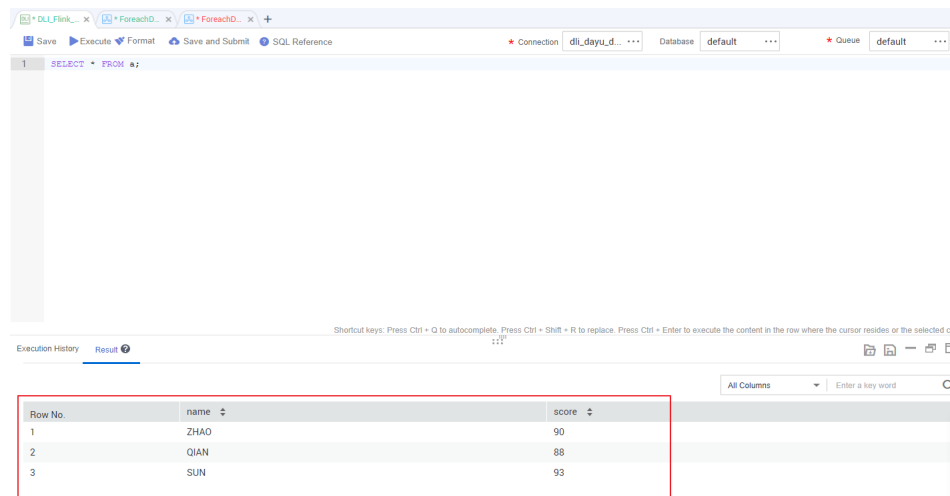 * DLI_Flink_... × * ForeachD... × * ForeachD... × +
Save Execute Format Save and Submit SQL Reference * Connection dli_dayu_d... ... Database default ... * Queue default ...
1 SELECT * FROM a;
Shortcut keys: Press Ctrl + Q to autocomplete. Press Ctrl + Shift + R to replace. Press Ctrl + Enter to execute the content in the row where the cursor resides or the selected c
Execution History Result ?
All Columns Enter a key word
Row No. name score
1 ZHAO 90
2 QIAN 88
3 SUN 93